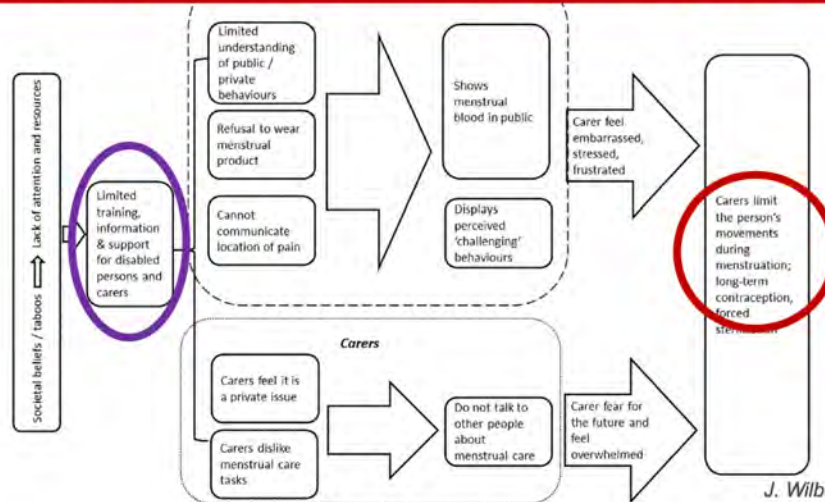 Societal beliefs / taboos
Lack of attention and resources
Limited
training,
information
& support
for disabled
persons and
carers
Limited
understanding
of public /
private
behaviours
Refusal to wear
menstrual
product
Cannot
communicate
location of pain
Shows
menstrual
blood in public
Displays
perceived
‘challenging’
behaviours
Carer feel
embarrassed,
stressed,
frustrated
Carers
Carers feel it is
a private issue
Carers dislike
menstrual care
tasks
Do not talk to
other people
about
menstrual care
Carer fear for
the future and
feel
overwhelmed
Carers limit
the person’s
movements
during
menstruation;
long-term
contraception,
forced
J. Wilb